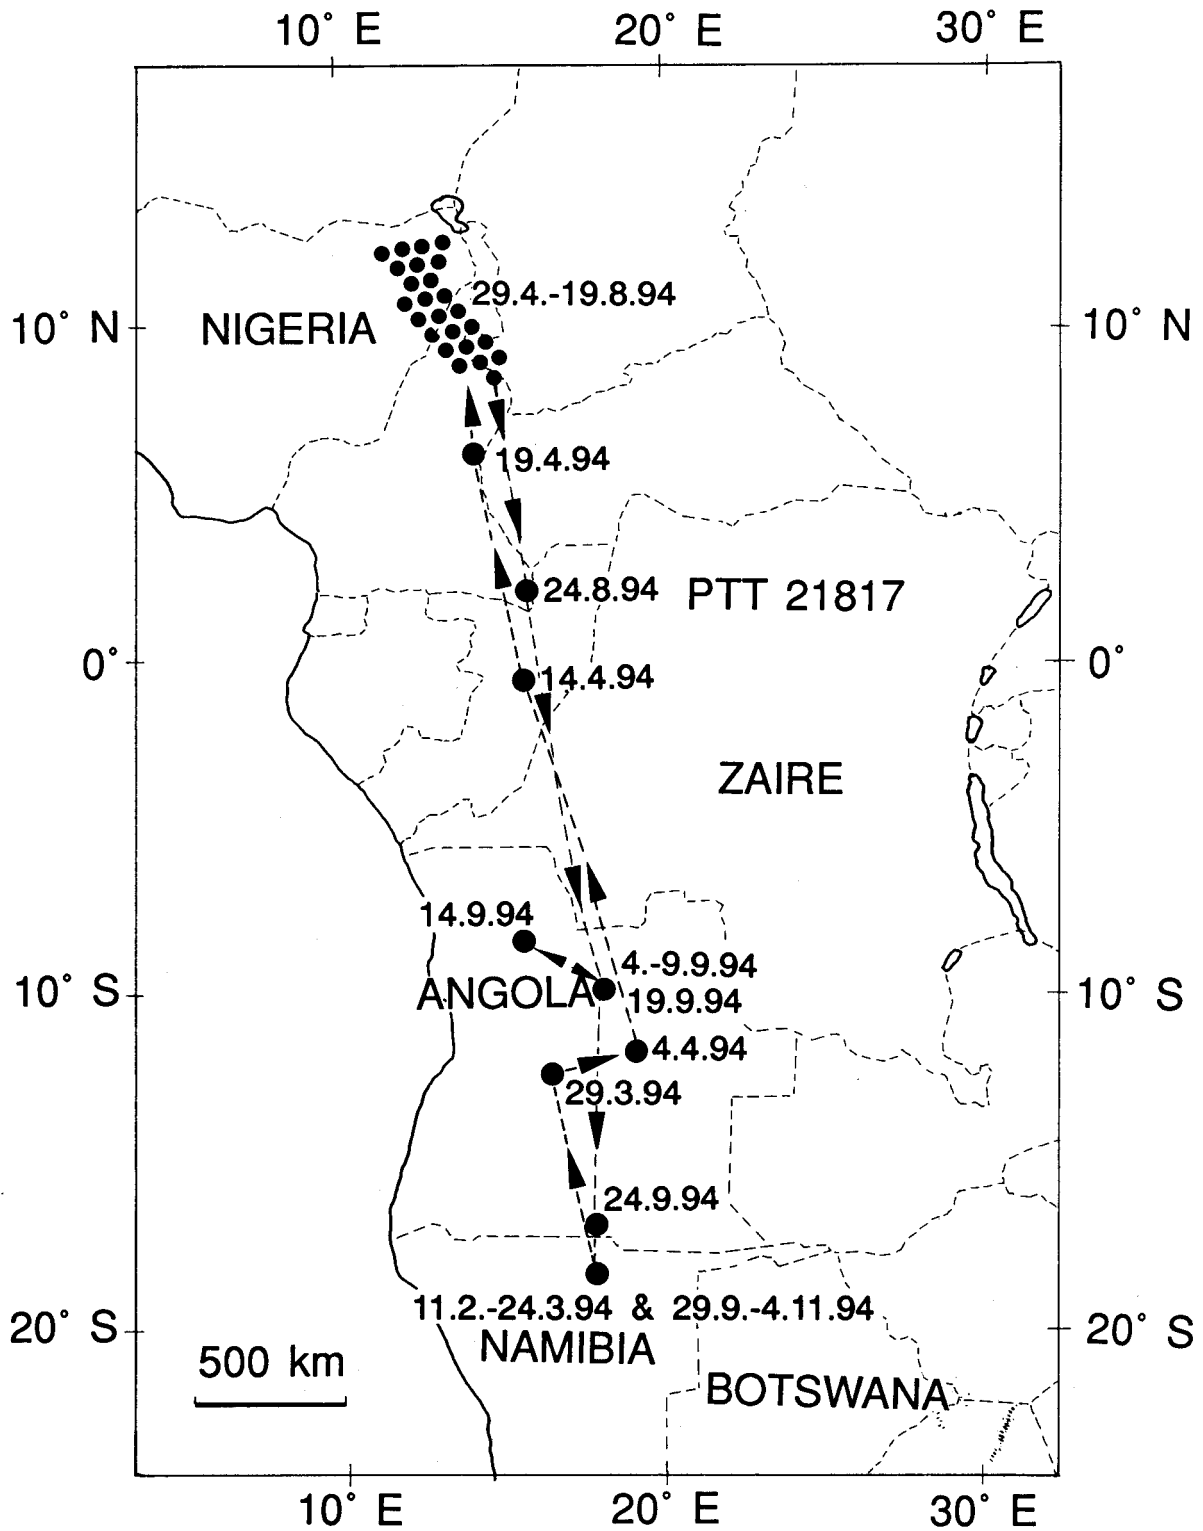 10° E 20° E 30° E
29.4.-19.8.94
10° N NIGERIA 10° N
19.4.94
24.8.94 PTT 21817
0° 14.4.94 0°
ZAIRE
14.9.94
4.-9.9.94
10° S ANGOLA 19.9.94 10° S
4.4.94
29.3.94
24.9.94
11.2.-24.3.94 & 29.9.-4.11.94
20° S 20° S
NAMIBIA
500 km
BOTSWANA
10° E 20° E 30° E